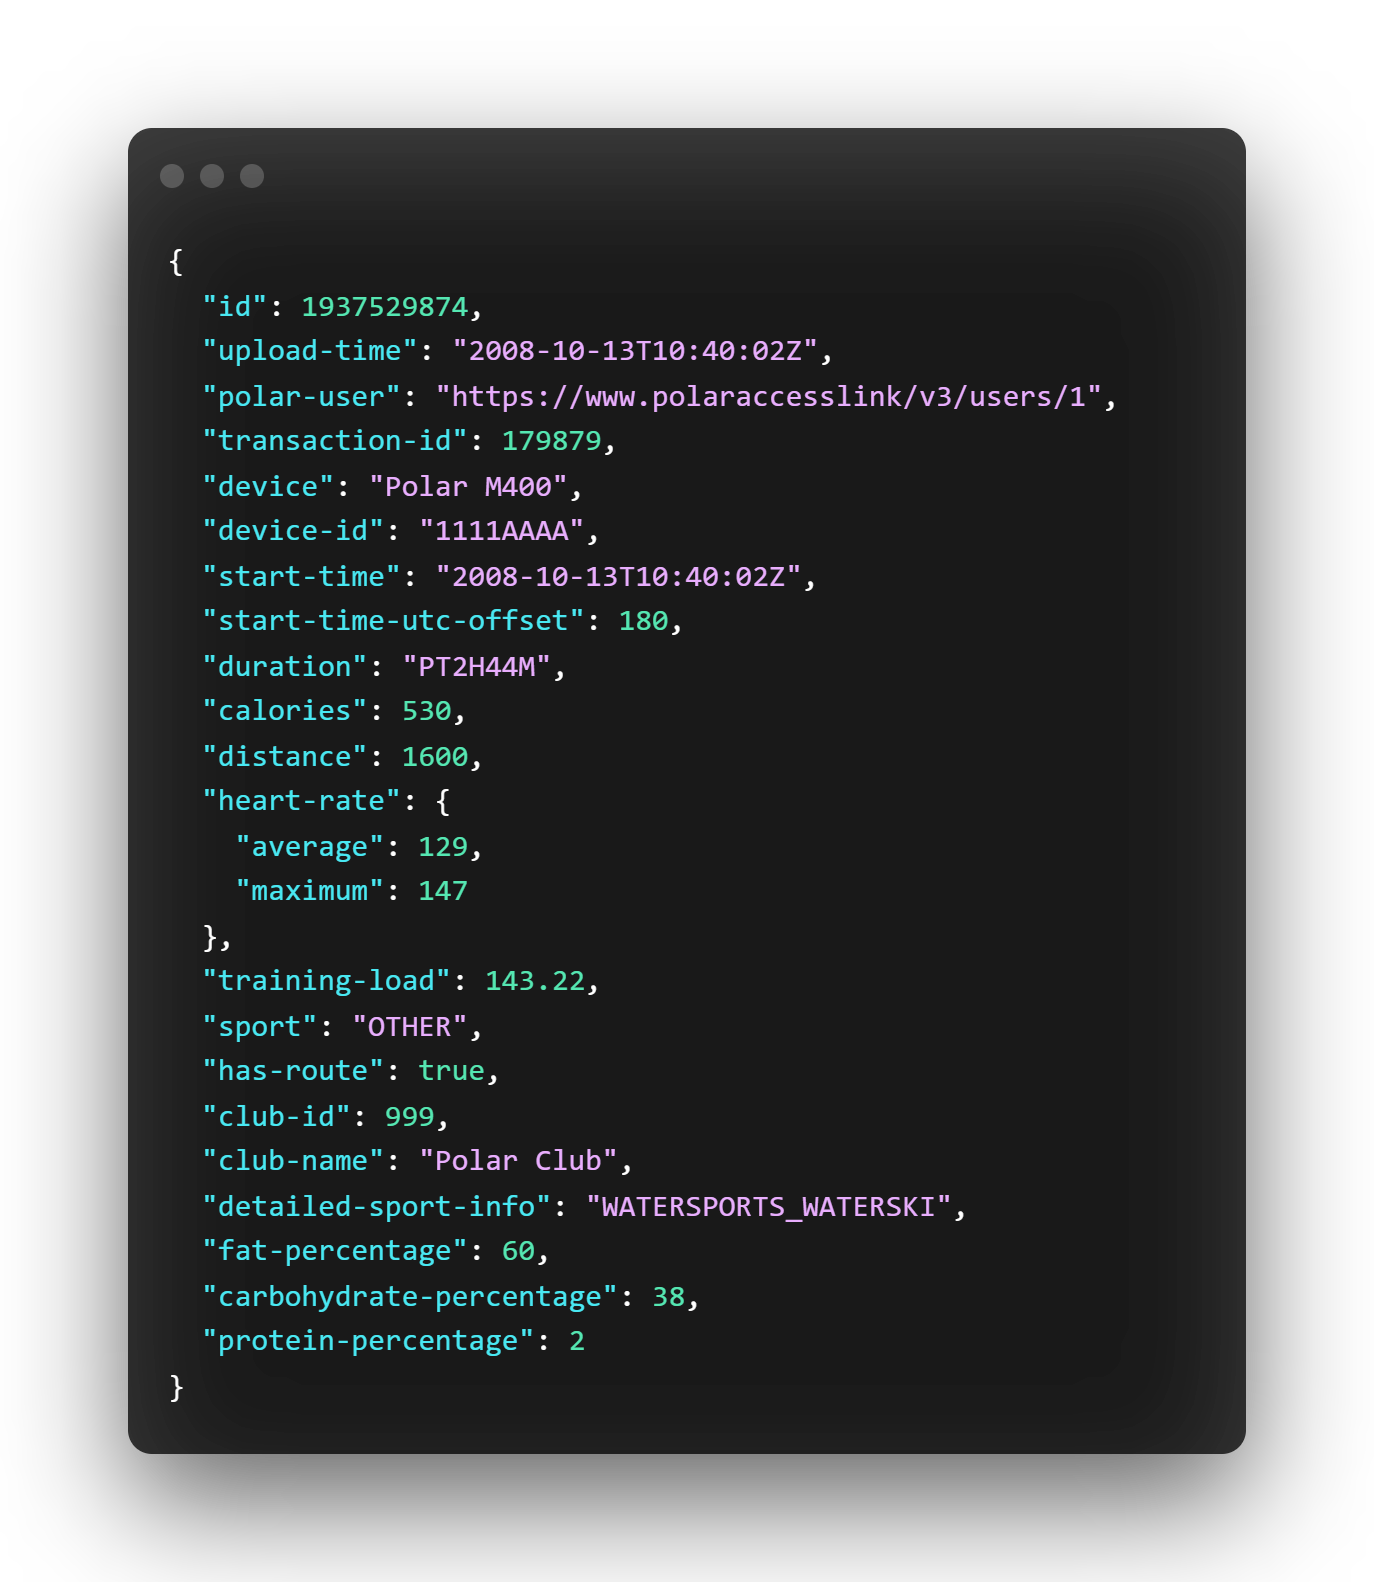 {
  "id": 1937529874,
  "upload-time": "2008-10-13T10:40:02Z",
  "polar-user": "https://www.polaraccesslink/v3/users/1",
  "transaction-id": 179879,
  "device": "Polar M400",
  "device-id": "1111AAAA",
  "start-time": "2008-10-13T10:40:02Z",
  "start-time-utc-offset": 180,
  "duration": "PT2H44M",
  "calories": 530,
  "distance": 1600,
  "heart-rate": {
    "average": 129,
    "maximum": 147
  },
  "training-load": 143.22,
  "sport": "OTHER",
  "has-route": true,
  "club-id": 999,
  "club-name": "Polar Club",
  "detailed-sport-info": "WATERSPORTS_WATERSKI",
  "fat-percentage": 60,
  "carbohydrate-percentage": 38,
  "protein-percentage": 2
}